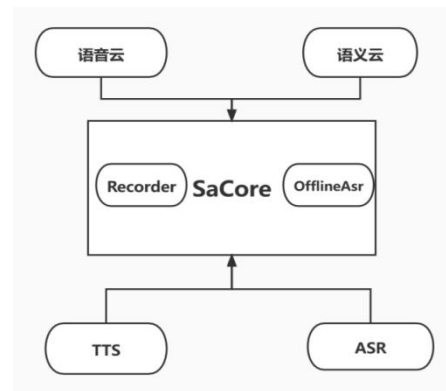 语音云
语义云
Recorder
SaCore
OfflineAsr
TTS
ASR